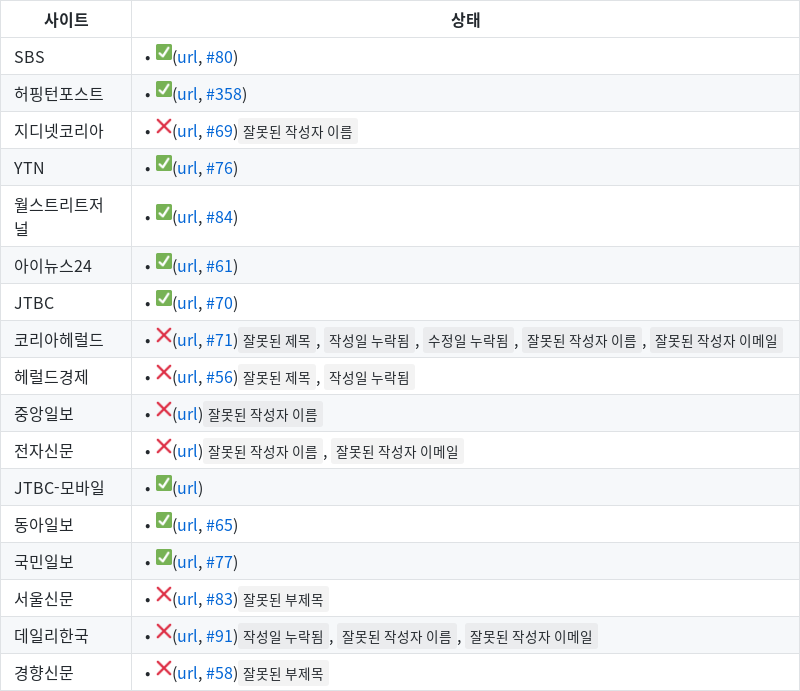 사이트 상태
SBS • ✅(url, #80)
허핑턴포스트 • ✅(url, #358)
지디넷코리아 • ❌(url, #69) 잘못된 작성자 이름
YTN • ✅(url, #76)
월스트리트저
널 • ✅(url, #84)
아이뉴스24 • ✅(url, #61)
JTBC • ✅(url, #70)
코리아헤럴드 • ❌(url, #71) 잘못된 제목 , 작성일 누락됨 , 수정일 누락됨 , 잘못된 작성자 이름 , 잘못된 작성자 이메일
헤럴드경제 • ❌(url, #56) 잘못된 제목 , 작성일 누락됨
중앙일보 • ❌(url) 잘못된 작성자 이름
전자신문 • ❌(url) 잘못된 작성자 이름 , 잘못된 작성자 이메일
JTBC-모바일 • ✅(url)
동아일보 • ✅(url, #65)
국민일보 • ✅(url, #77)
서울신문 • ❌(url, #83) 잘못된 부제목
데일리한국 • ❌(url, #91) 작성일 누락됨 , 잘못된 작성자 이름 , 잘못된 작성자 이메일
경향신문 • ❌(url, #58) 잘못된 부제목